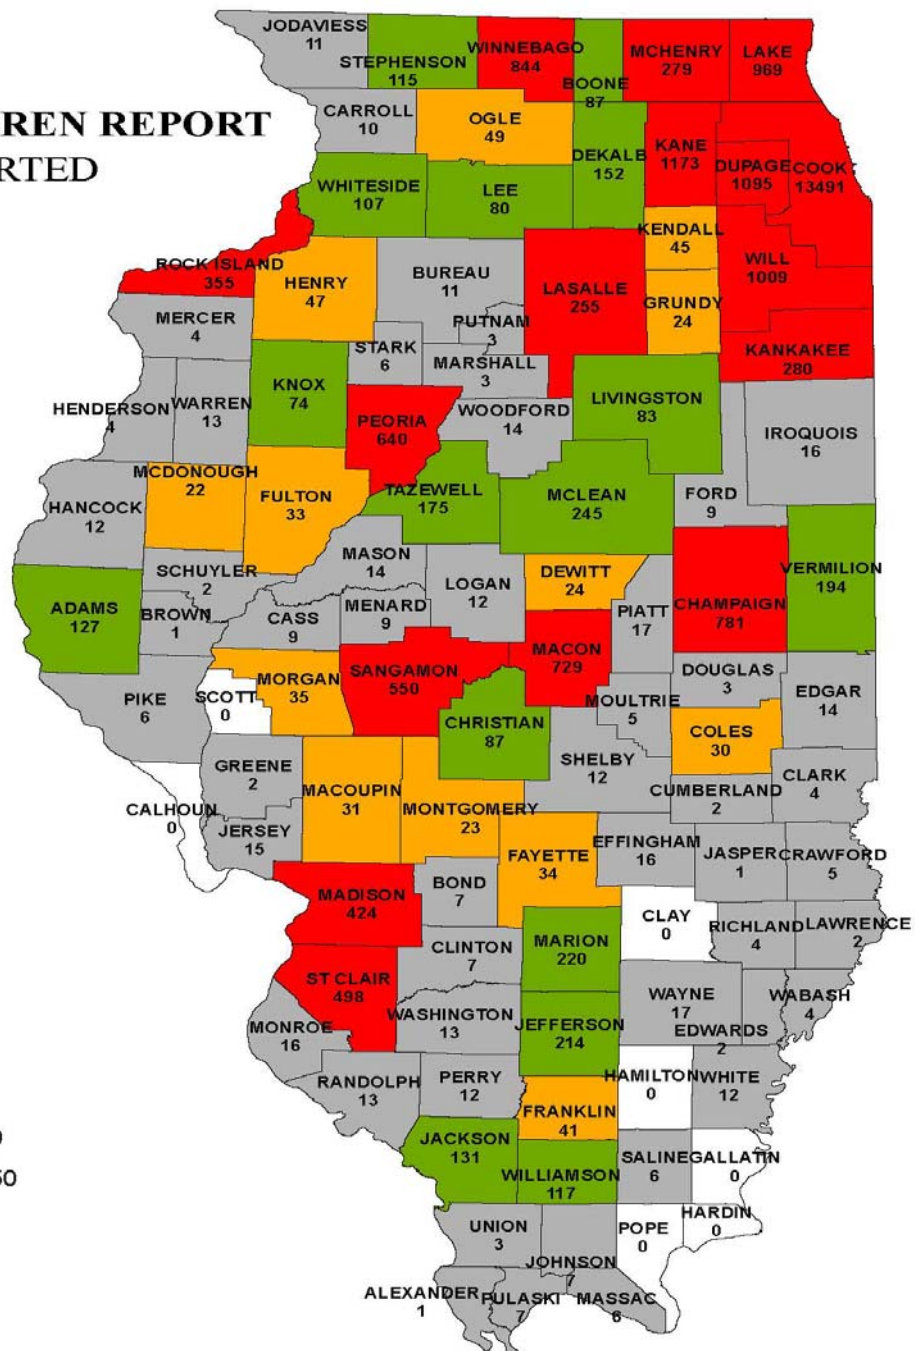 REN REPORT
RTED
JODAVIESS
11
STEPHENSON
115
WINNEBAGO
844
BOONE
87
MCHENRY
279
LAKE
969
CARROLL
10
OGLE
49
DEKALB
152
KANE
1173
DUPAGE
1095
COOK
13491
WHITESIDE
107
LEE
80
KENDALL
45
WILL
1009
ROCK ISLAND
355
HENRY
47
BUREAU
11
LASALLE
255
GRUNDY
24
MERCER
4
PUTNAM
3
STARK
6
MARSHALL
3
KANKAKEE
280
KNOX
74
LIVINGSTON
83
HENDERSON
4
WARREN
13
PEORIA
640
WOODFORD
14
IROQUOIS
16
MCDONOUGH
22
FULTON
33
TAZEWELL
175
MCLEAN
245
FORD
9
HANCOCK
12
MASON
14
SCHUYLER
2
LOGAN
12
DEWITT
24
VERMILION
194
ADAMS
127
BROWN
1
CASS
9
MENARD
9
PIATT
17
CHAMPAIGN
781
MACON
729
PIKE
6
SCOTT
0
MORGAN
35
SANGAMON
550
DOUGLAS
3
MOULTRIE
5
EDGAR
14
CHRISTIAN
87
COLES
30
GREENE
2
SHELBY
12
CLARK
4
MACOUPIN
31
MONTGOMERY
23
CUMBERLAND
2
CALHOUN
0
JERSEY
15
FAYETTE
34
EFFINGHAM
16
JASPER
1
CRAWFORD
5
MADISON
424
BOND
7
CLAY
0
RICHLAND
4
LAWRENCE
2
CLINTON
7
MARION
220
ST CLAIR
498
WAYNE
17
WABASH
4
WASHINGTON
13
JEFFERSON
214
EDWARDS
2
MONROE
16
RANDOLPH
13
PERRY
12
HAMILTON
0
WHITE
12
FRANKLIN
41
JACKSON
131
WILLIAMSON
117
SALINE
6
GALLATIN
0
UNION
3
JOHNSON
7
POPE
0
HARDIN
0
ALEXANDER
1
PULASKI
7
MASSAC
6